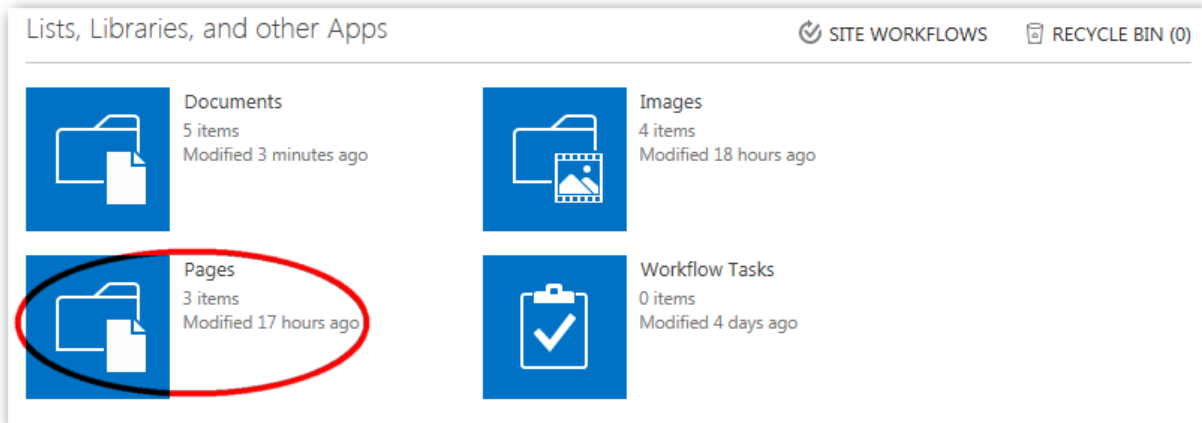 Lists, Libraries, and other Apps
SITE WORKFLOWS
RECYCLE BIN (0)
Documents
5 items
Modified 3 minutes ago
Images
4 items
Modified 18 hours ago
Pages
3 items
Modified 17 hours ago
Workflow Tasks
0 items
Modified 4 days ago